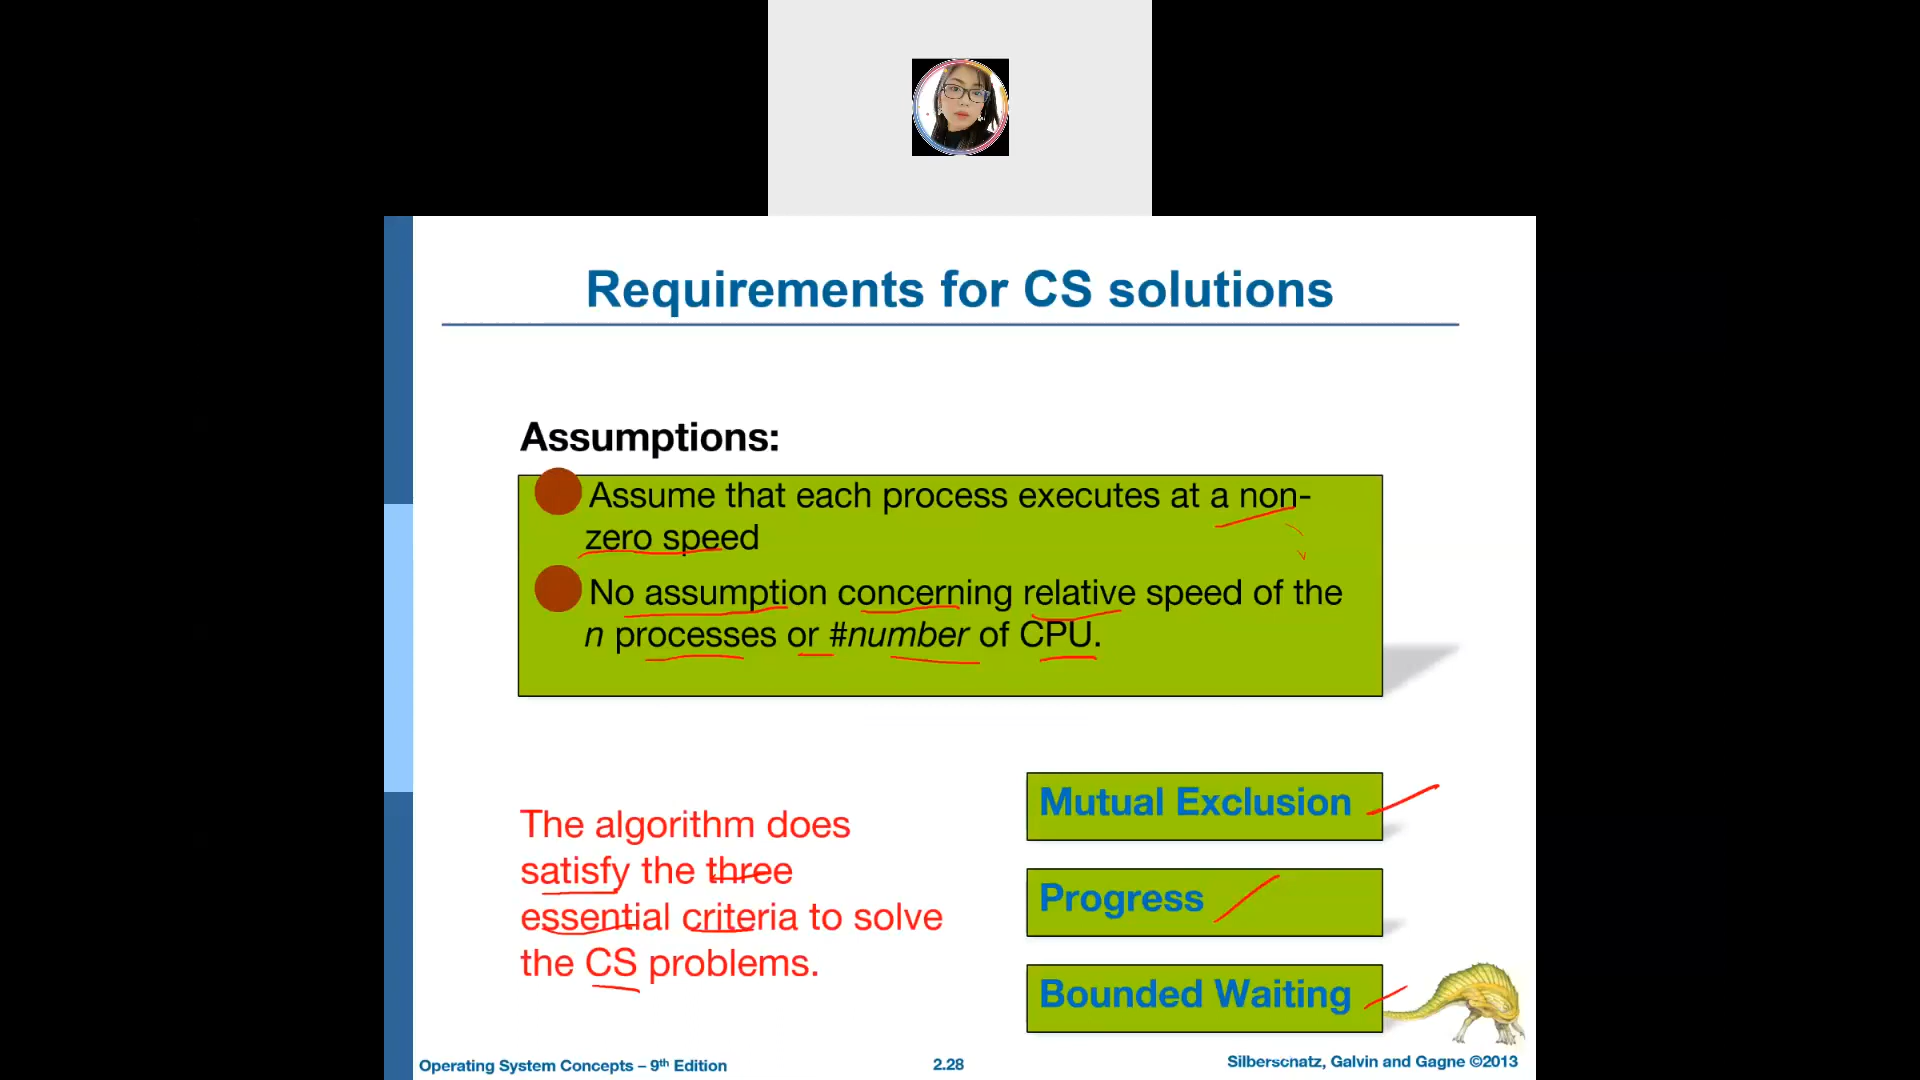 Requirements for CS solutions
Assumptions:
Assume that each process executes at a non-
zero speed
No assumption concerning relative speed of the
n processes or #number of CPU.
The algorithm does
satisfy the three
essential criteria to solve
the CS problems.
Mutual Exclusion
Progress
Bounded Waiting
Operating System Concepts – 9th Edition
2.28
Silberschatz, Galvin and Gagne ©2013